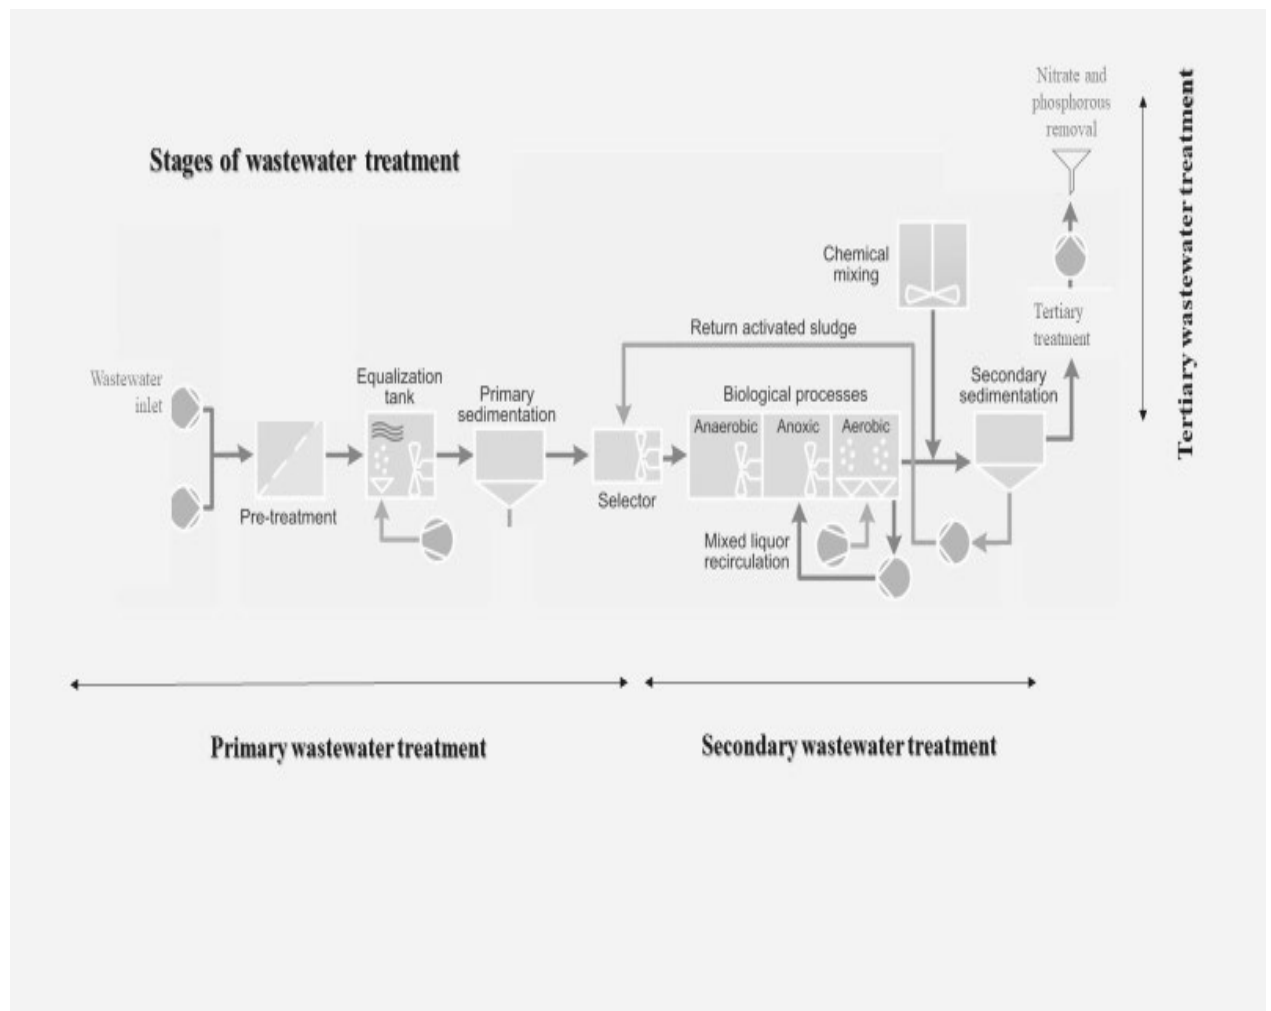 Stages of wastewater treatment
Nitrate and
phosphorous
removal
Tertiary wastewater treatment
Chemical
mixing
Tertiary
treatment
Return activated sludge
Wastewater
inlet
Equalization
tank
Primary
sedimentation
Biological processes
Secondary
sedimentation
Anaerobic
Anoxic
Aerobic
Selector
Pre-treatment
Mixed liquor
recirculation
Primary wastewater treatment
Secondary wastewater treatment